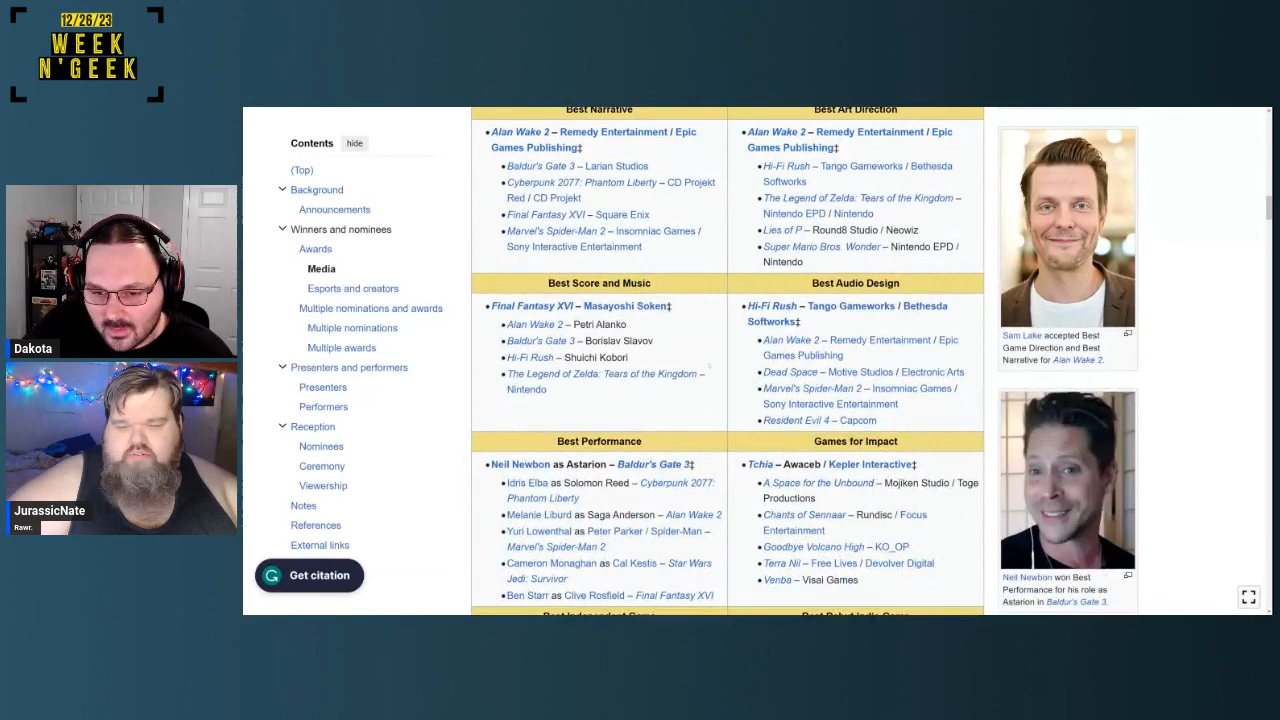 12/26/23
WEEK
N'GEEK
Dakota
JurassicNate
Rawr.
Contents hide
(Top)
Background
Announcements
Winners and nominees
Awards
Media
Esports and creators
Multiple nominations and awards
Multiple nominations
Multiple awards
Presenters and performers
Presenters
Performers
Reception
Nominees
Ceremony
Viewership
Notes
References
External links
Get citation
Best Narrative
Alan Wake 2 – Remedy Entertainment / Epic
Games Publishing‡
Baldur's Gate 3 – Larian Studios
Cyberpunk 2077: Phantom Liberty – CD Projekt
Red / CD Projekt
Final Fantasy XVI – Square Enix
Marvel's Spider-Man 2 – Insomniac Games /
Sony Interactive Entertainment
Best Art Direction
Alan Wake 2 – Remedy Entertainment / Epic
Games Publishing‡
Hi-Fi Rush – Tango Gameworks / Bethesda
Softworks
The Legend of Zelda: Tears of the Kingdom –
Nintendo EPD / Nintendo
Lies of P – Round8 Studio / Neowiz
Super Mario Bros. Wonder – Nintendo EPD /
Nintendo
Best Score and Music
Final Fantasy XVI – Masayoshi Soken‡
Alan Wake 2 – Petri Alanko
Baldur's Gate 3 – Borislav Slavov
Hi-Fi Rush – Shuichi Kobori
The Legend of Zelda: Tears of the Kingdom –
Nintendo
Best Audio Design
Hi-Fi Rush – Tango Gameworks / Bethesda
Softworks‡
Alan Wake 2 – Remedy Entertainment / Epic
Games Publishing
Dead Space – Motive Studios / Electronic Arts
Marvel's Spider-Man 2 – Insomniac Games /
Sony Interactive Entertainment
Resident Evil 4 – Capcom
Best Performance
Neil Newbon as Astarion – Baldur's Gate 3‡
Idris Elba as Solomon Reed – Cyberpunk 2077:
Phantom Liberty
Melanie Liburd as Saga Anderson – Alan Wake 2
Yuri Lowenthal as Peter Parker / Spider-Man –
Marvel's Spider-Man 2
Cameron Monaghan as Cal Kestis – Star Wars
Jedi: Survivor
Ben Starr as Clive Rosfield – Final Fantasy XVI
Games for Impact
Tchia – Awaceb / Kepler Interactive‡
A Space for the Unbound – Mojiken Studio / Toge
Productions
Chants of Sennaar – Rundisc / Focus
Entertainment
Goodbye Volcano High – KO_OP
Terra Nil – Free Lives / Devolver Digital
Venba – Visai Games
Best Independent Game
Best Debut Indie Game
Sam Lake accepted Best
Game Direction and Best
Narrative for Alan Wake 2.
Neil Newbon won Best
Performance for his role as
Astarion in Baldur's Gate 3.